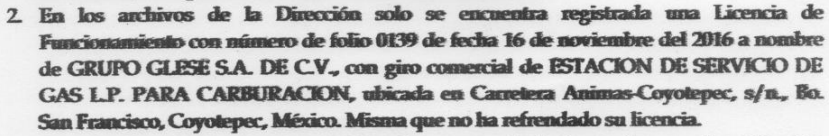 2. En los archivos de la Dirección solo se encuentra registrada una Licencia de
Funcionamiento con número de folio 0139 de fecha 16 de noviembre del 2016 a nombre
de GRUPO GLESE S.A. DE C.V., con giro comercial de ESTACION DE SERVICIO DE
GAS L.P. PARA CARBURACION, ubicada en Carretera Animas-Coyotepec, s/n., Bo.
San Francisco, Coyotepec, México. Misma que no ha refrendado su licencia.